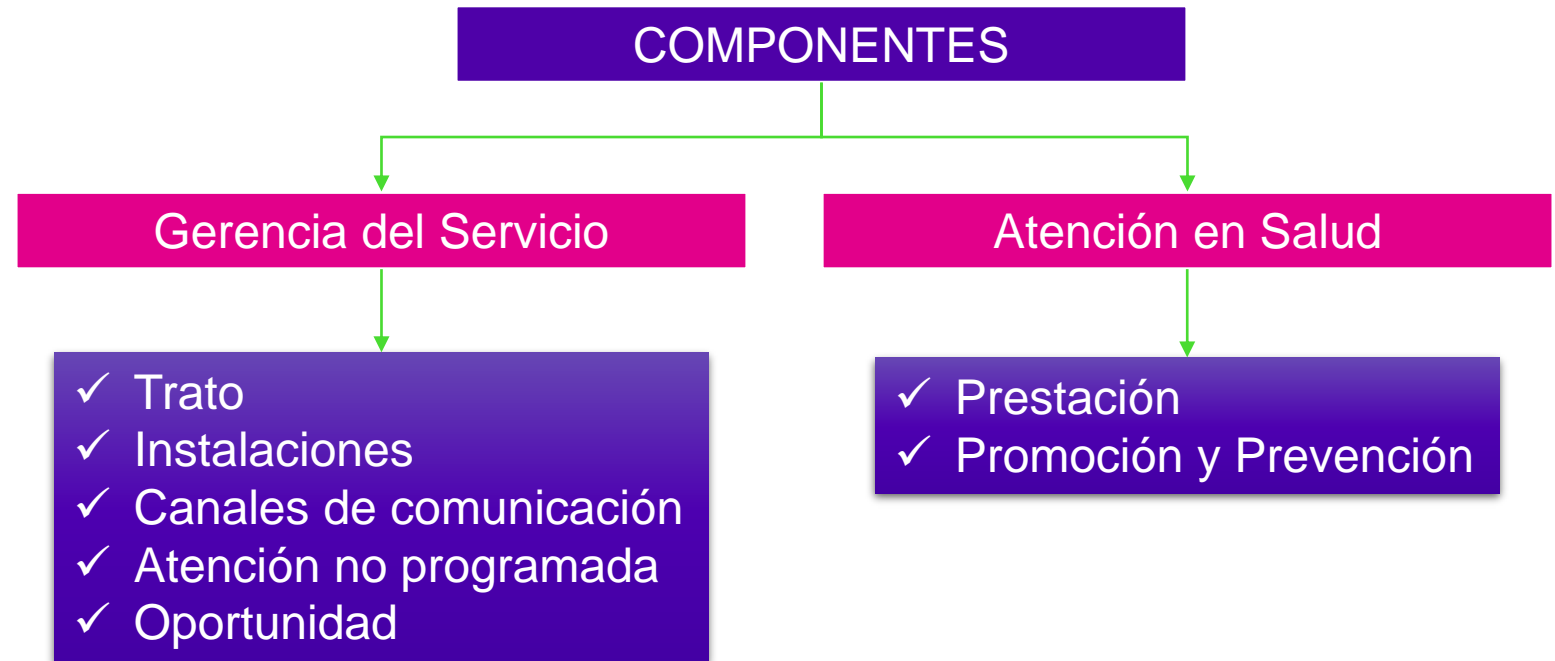 COMPONENTES
Gerencia del Servicio
Atención en Salud
✓ Trato
✓ Instalaciones
✓ Canales de comunicación
✓ Atención no programada
✓ Oportunidad
✓ Prestación
✓ Promoción y Prevención